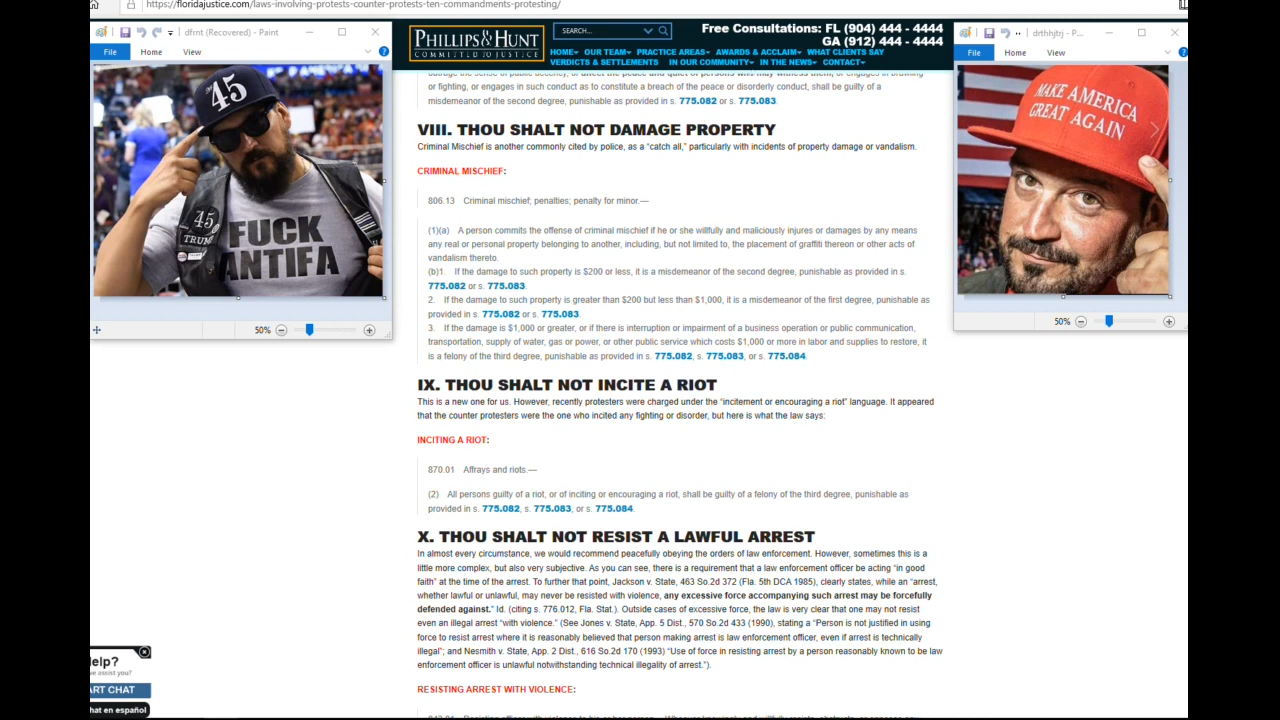 https://floridajustice.com/laws-involving-protests-counter-protests-ten-commandments-protesting/
dfrnt (Recovered) - Paint
File
Home
View
45
45
TRUMP
FUCK
ANTIFA
50%
PHILLIPS & HUNT
COMMITTED TO JUSTICE
SEARCH...
Free Consultations: FL (904) 444 - 4444
GA (912) 444 - 4444
HOME
OUR TEAM
PRACTICE AREAS
AWARDS & ACCLAIM
WHAT CLIENTS SAY
VERDICTS & SETTLEMENTS
IN OUR COMMUNITY
IN THE NEWS
CONTACT
drthhjtrj - P...
File
Home
View
MAKE AMERICA
GREAT AGAIN
50%
outrage the sense of public decency, or affect the peace and quiet of persons who may witness them, or engages in brawling
or fighting, or engages in such conduct as to constitute a breach of the peace or disorderly conduct, shall be guilty of a
misdemeanor of the second degree, punishable as provided in s. 775.082 or s. 775.083.
VIII. THOU SHALT NOT DAMAGE PROPERTY
Criminal Mischief is another commonly cited by police, as a “catch all,” particularly with incidents of property damage or vandalism.
CRIMINAL MISCHIEF:
806.13 Criminal mischief; penalties; penalty for minor.—
(1)(a) A person commits the offense of criminal mischief if he or she willfully and maliciously injures or damages by any means
any real or personal property belonging to another, including, but not limited to, the placement of graffiti thereon or other acts of
vandalism thereto.
(b)1. If the damage to such property is $200 or less, it is a misdemeanor of the second degree, punishable as provided in s.
775.082 or s. 775.083.
2. If the damage to such property is greater than $200 but less than $1,000, it is a misdemeanor of the first degree, punishable as
provided in s. 775.082 or s. 775.083.
3. If the damage is $1,000 or greater, or if there is interruption or impairment of a business operation or public communication,
transportation, supply of water, gas or power, or other public service which costs $1,000 or more in labor and supplies to restore, it
is a felony of the third degree, punishable as provided in s. 775.082, s. 775.083, or s. 775.084.
IX. THOU SHALT NOT INCITE A RIOT
This is a new one for us. However, recently protesters were charged under the “incitement or encouraging a riot” language. It appeared
that the counter protesters were the one who incited any fighting or disorder, but here is what the law says:
INCITING A RIOT:
870.01 Affrays and riots.—
(2) All persons guilty of a riot, or of inciting or encouraging a riot, shall be guilty of a felony of the third degree, punishable as
provided in s. 775.082, s. 775.083, or s. 775.084.
X. THOU SHALT NOT RESIST A LAWFUL ARREST
In almost every circumstance, we would recommend peacefully obeying the orders of law enforcement. However, sometimes this is a
little more complex, but also very subjective. As you can see, there is a requirement that a law enforcement officer be acting “in good
faith” at the time of the arrest. To further that point, Jackson v. State, 463 So.2d 372 (Fla. 5th DCA 1985), clearly states, while an “arrest,
whether lawful or unlawful, may never be resisted with violence, any excessive force accompanying such arrest may be forcefully
defended against.” Id. (citing s. 776.012, Fla. Stat.). Outside cases of excessive force, the law is very clear that one may not resist
even an illegal arrest “with violence.” (See Jones v. State, App. 5 Dist., 570 So.2d 433 (1990), stating a “Person is not justified in using
force to resist arrest where it is reasonably believed that person making arrest is law enforcement officer, even if arrest is technically
illegal”; and Nesmith v. State, App. 2 Dist., 616 So.2d 170 (1993) “Use of force in resisting arrest by a person reasonably known to be law
enforcement officer is unlawful notwithstanding technical illegality of arrest.”).
RESISTING ARREST WITH VIOLENCE:
elp?
e assist you?
ART CHAT
hat en español